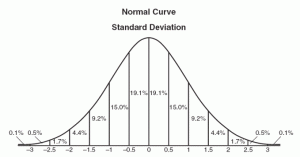 Normal Curve
Standard Deviation
19.1% 19.1%
15.0% 15.0%
9.2% 9.2%
0.1% 0.5% 4.4% 4.4% 0.5% 0.1%
1.7% 1.7%
−3 −2.5 −2 −1.5 −1 −0.5 0 0.5 1 1.5 2 2.5 3